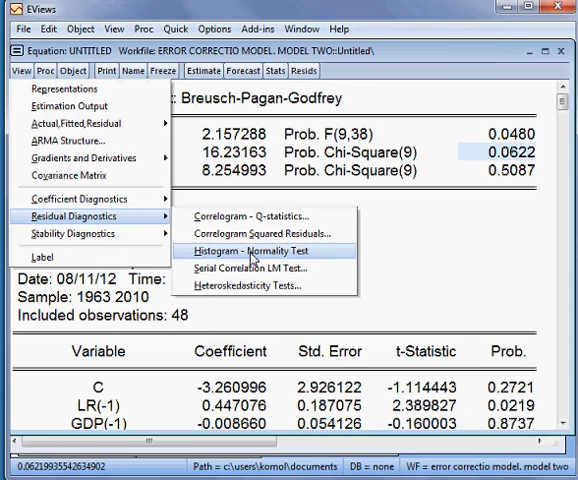 EViews
File Edit Object View Proc Quick Options Add-ins Window Help
Equation: UNTITLED Workfile: ERROR CORRECTIO MODEL. MODEL TWO::Untitled\
View Proc Object Print Name Freeze Estimate Forecast Stats Resids
Representations
Estimation Output
Actual,Fitted,Residual
ARMA Structure...
Gradients and Derivatives
Covariance Matrix
Coefficient Diagnostics
Residual Diagnostics
Stability Diagnostics
Label
Correlogram - Q-statistics...
Correlogram Squared Residuals...
Histogram - Normality Test
Serial Correlation LM Test...
Heteroskedasticity Tests...
: Breusch-Pagan-Godfrey
2.157288 Prob. F(9,38) 0.0480
16.23163 Prob. Chi-Square(9) 0.0622
8.254993 Prob. Chi-Square(9) 0.5087
Date: 08/11/12 Time:
Sample: 1963 2010
Included observations: 48
Variable Coefficient Std. Error t-Statistic Prob.
C -3.260996 2.926122 -1.114443 0.2721
LR(-1) 0.447076 0.187075 2.389827 0.0219
GDP(-1) -0.008660 0.054126 -0.160003 0.8737
0.06219935542634902 Path = c:\users\komol\documents DB = none WF = error correctio model. model two